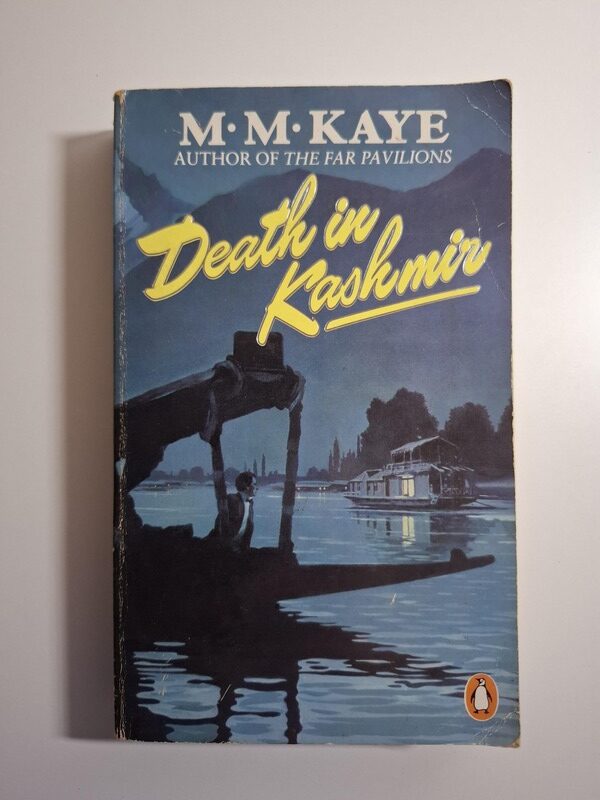 M·M·KAYE
AUTHOR OF THE FAR PAVILIONS
Death in
Kashmir